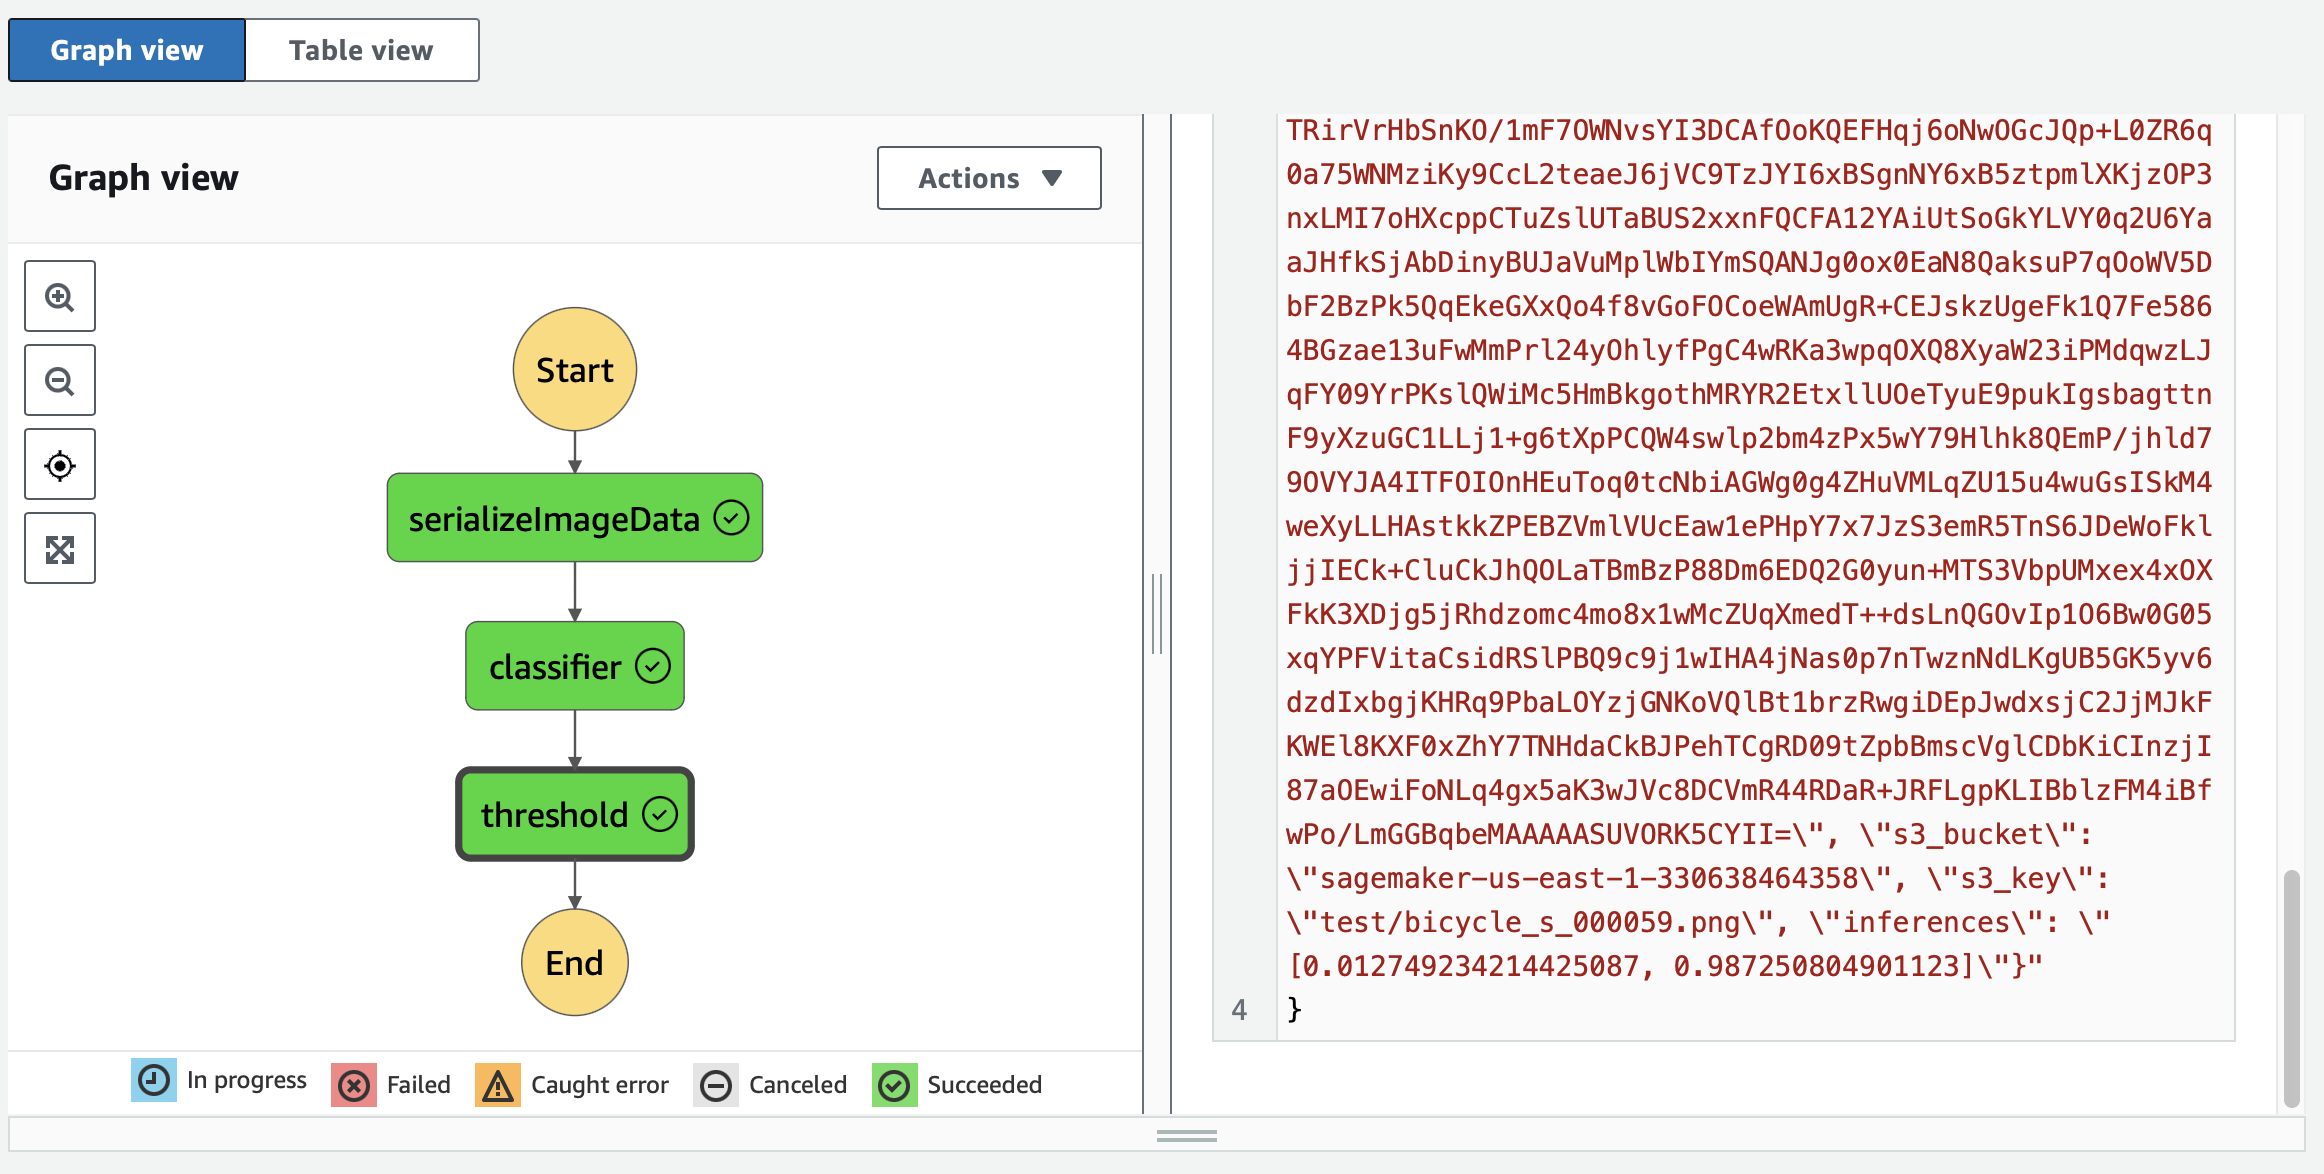 Graph view
Table view
Graph view
Actions
Start
serializeImageData
classifier
threshold
End
In progress
Failed
Caught error
Canceled
Succeeded
TRirVrHbSnKO/1mF7OWNvsYI3DCAfOoKQEFHqj6oNwOGcJQp+L0ZR6q
0a75WNMziKy9CcL2teaeJ6jVC9TzJYI6xBSgnNY6xB5ztpmlXKjzOP3
nxLMI7oHXcppCTuZslUTaBUS2xxnFQCFA12YAiUtSoGkYLVY0q2U6Ya
aJHfkSjAbDinyBUJaVuMplWbIYmSQANJg0ox0EaN8QaksuP7qOoWV5D
bF2BzPk5QqEkeGXxQo4f8vGoFOCoeWAmUgR+CEJskzUgeFk1Q7Fe586
4BGzae13uFwMmPrl24yOhlyfPgC4wRKa3wpqOXQ8XyaW23iPMdqwzLJ
qFY09YrPKslQWiMc5HmBkgothMRYR2EtxllUOeTyuE9pukIgsbagttn
F9yXzuGC1LLj1+g6tXpPCQW4swlp2bm4zPx5wY79Hlhk8QEmP/jhld7
9OVYJA4ITFOIOnHEuToq0tcNbiAGWg0g4ZHuVMLqZU15u4wuGsISkM4
weXyLLHAstkkZPEBZVmlVUcEaw1ePHpY7x7JzS3emR5TnS6JDeWoFkl
jjIECk+CluCkJhQOLaTBmBzP88Dm6EDQ2G0yun+MTS3VbpUMxex4xOX
FkK3XDjg5jRhdzomc4mo8x1wMcZUqXmedT++dsLnQGOvIp1O6Bw0G05
xqYPFVitaCsidRSlPBQ9c9j1wIHA4jNas0p7nTwznNdLKgUB5GK5yv6
dzdIxbgjKHRq9PbaLOYzjGNKoVQlBt1brzRwgiDEpJwdxsjC2JjMJkF
KWEl8KXF0xZhY7TNHdaCkBJPehTCgRD09tZpbBmscVglCDbKiCInzjI
87aOEwiFoNLq4gx5aK3wJVc8DCVmR44RDaR+JRFLgpKLIBblzFM4iBf
wPo/LmGGBqbeMAAAAASUVORK5CYII=\", \"s3_bucket\":
\"sagemaker-us-east-1-330638464358\", \"s3_key\":
\"test/bicycle_s_000059.png\", \"inferences\": \"
[0.012749234214425087, 0.987250804901123]\"}"
4 }